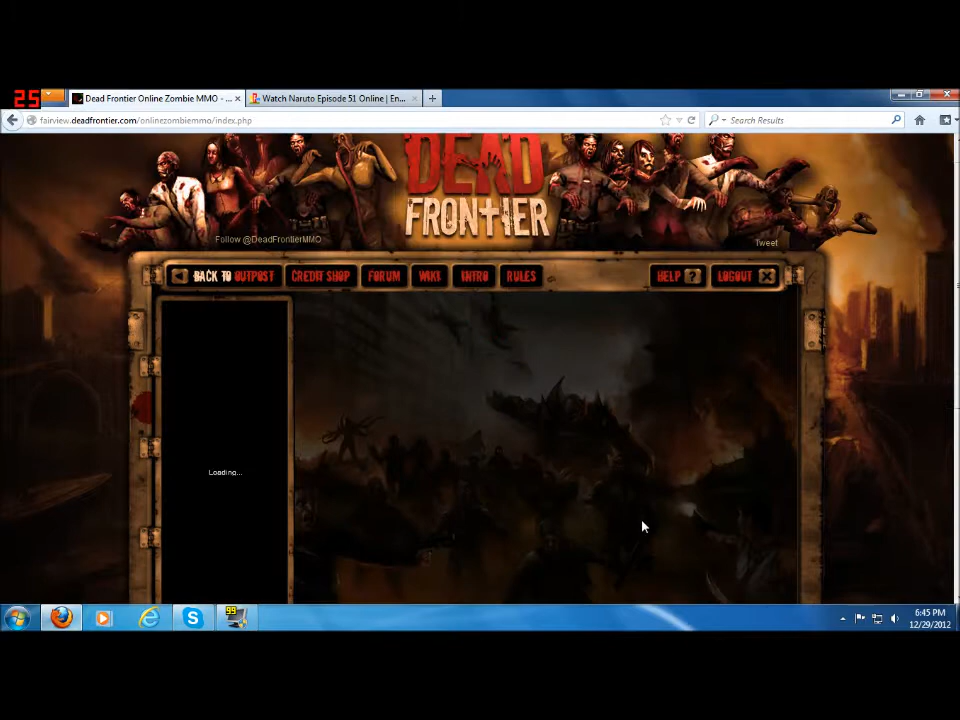 25
Dead Frontier Online Zombie MMO - ...
Watch Naruto Episode 51 Online | En...
fairview.deadfrontier.com/onlinezombiemmo/index.php
Search Results
DEAD
FRONTIER
Follow @DeadFrontierMMO
Tweet
BACK TO OUTPOST
CREDIT SHOP
FORUM
WIKI
INTRO
RULES
HELP ?
LOGOUT X
Loading...
99
6:45 PM
12/29/2012